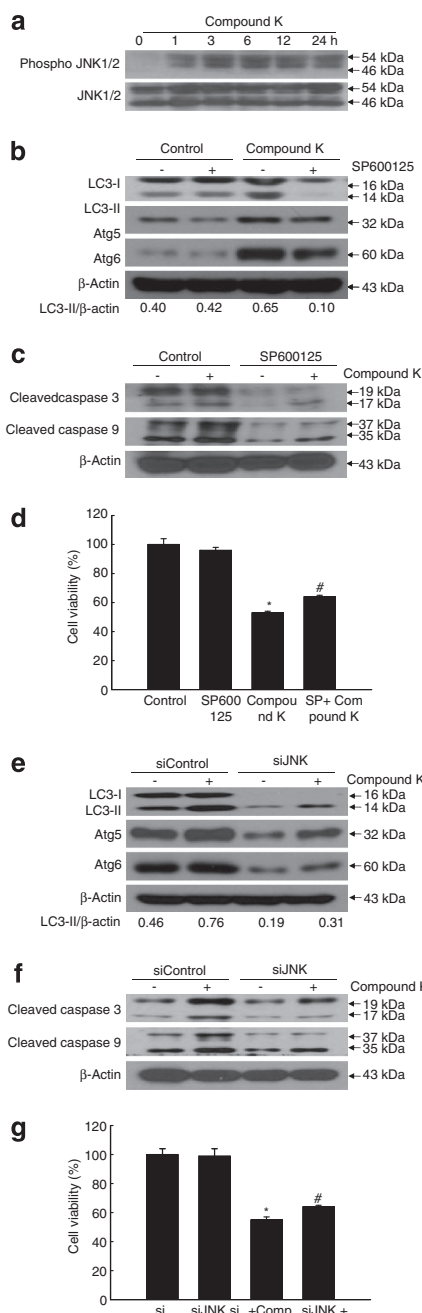 a
Compound K
0 1 3 6 12 24 h
Phospho JNK1/2
54 kDa
46 kDa
JNK1/2
54 kDa
46 kDa
b
Control Compound K
- + - + SP600125
LC3-I
16 kDa
14 kDa
LC3-II
32 kDa
Atg5
Atg6
60 kDa
β-Actin
43 kDa
LC3-II/β-actin 0.40 0.42 0.65 0.10
c
Control SP600125
- + - + Compound K
Cleavedcaspase 3
19 kDa
17 kDa
Cleaved caspase 9
37 kDa
35 kDa
β-Actin
43 kDa
d
Cell viability (%)
120
100
80
60
40
20
0
*
#
Control SP600 Compou SP+ Com
125 nd K pound K
e
siControl siJNK
- + - + Compound K
LC3-I
16 kDa
LC3-II
14 kDa
Atg5
32 kDa
Atg6
60 kDa
β-Actin
43 kDa
LC3-II/β-actin 0.46 0.76 0.19 0.31
f
siControl siJNK
- + - + Compound K
Cleaved caspase 3
19 kDa
17 kDa
Cleaved caspase 9
37 kDa
35 kDa
β-Actin
43 kDa
g
Cell viability (%)
120
100
80
60
40
20
0
*
#
si siJNK si +Comp siJNK +